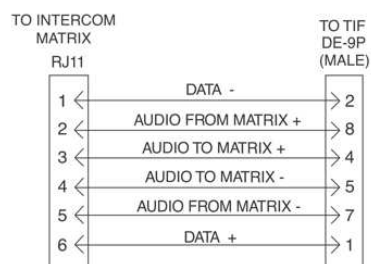 TO INTERCOM
MATRIX
RJ11
TO TIF
DE-9P
(MALE)
1 DATA - 2
2 AUDIO FROM MATRIX + 8
3 AUDIO TO MATRIX + 4
4 AUDIO TO MATRIX - 5
5 AUDIO FROM MATRIX - 7
6 DATA + 1